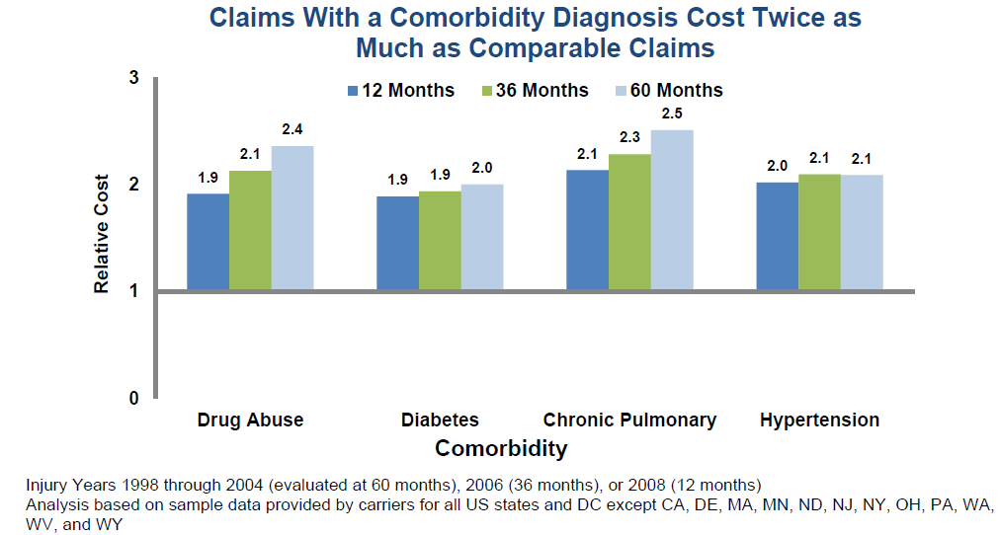 Claims With a Comorbidity Diagnosis Cost Twice as
Much as Comparable Claims
3
12 Months 36 Months 60 Months
2.5
2.4
2.3
2.1
2.1
2.1
2.1
2.0
2.0
1.9
1.9
1.9
2
Relative Cost
1
0
Drug Abuse Diabetes Chronic Pulmonary Hypertension
Comorbidity
Injury Years 1998 through 2004 (evaluated at 60 months), 2006 (36 months), or 2008 (12 months)
Analysis based on sample data provided by carriers for all US states and DC except CA, DE, MA, MN, ND, NJ, NY, OH, PA, WA,
WV, and WY